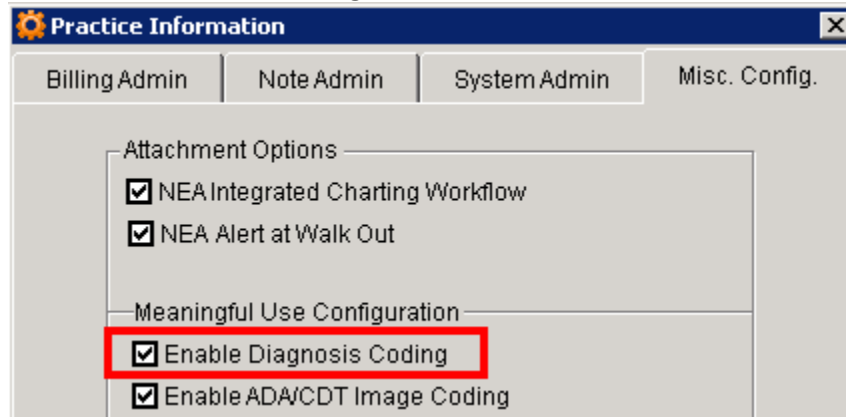 Practice Information
Billing Admin Note Admin System Admin Misc. Config.
Attachment Options
NEA Integrated Charting Workflow
NEA Alert at Walk Out
Meaningful Use Configuration
Enable Diagnosis Coding
Enable ADA/CDT Image Coding